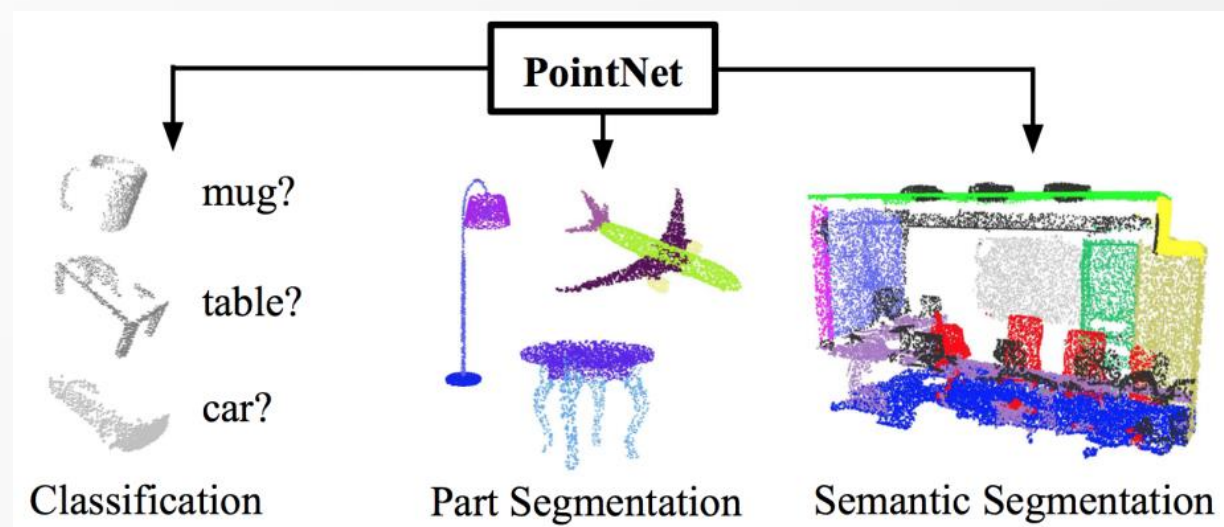 PointNet
mug?
table?
car?
Classification
Part Segmentation
Semantic Segmentation